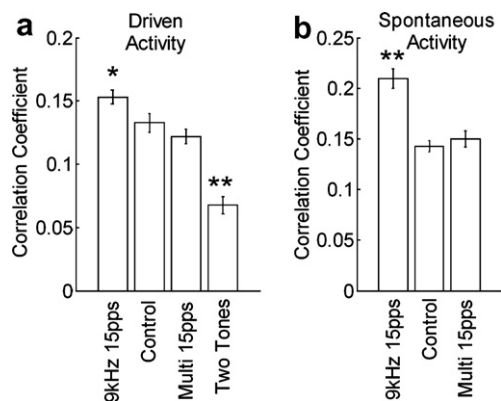 a
Driven
Activity
*
**
Correlation Coefficient
0.2
0.15
0.1
0.05
0
9kHz 15pps
Control
Multi 15pps
Two Tones
b
Spontaneous
Activity
**
Correlation Coefficient
0.25
0.2
0.15
0.1
0.05
0
9kHz 15pps
Control
Multi 15pps